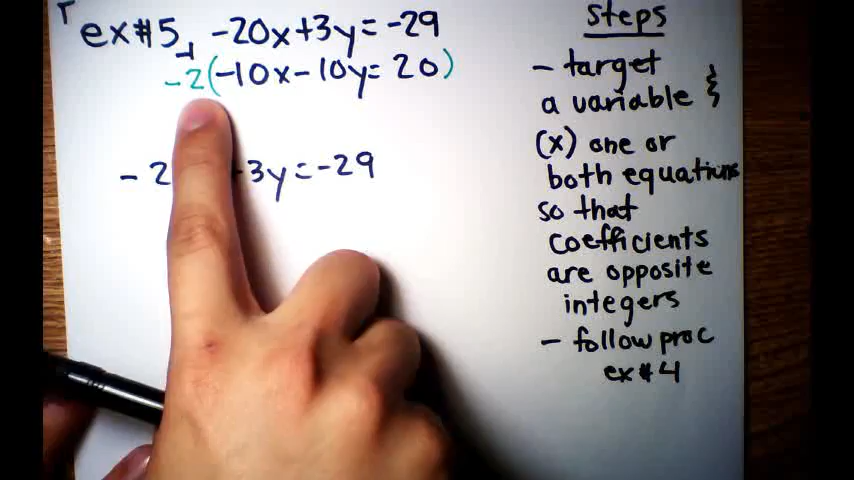 ex#5 -20x+3y=-29
-2(-10x-10y=20)
-2 3y=-29
steps
- target
a variable &
(x) one or
both equations
so that
coefficients
are opposite
integers
- follow proc
ex#4